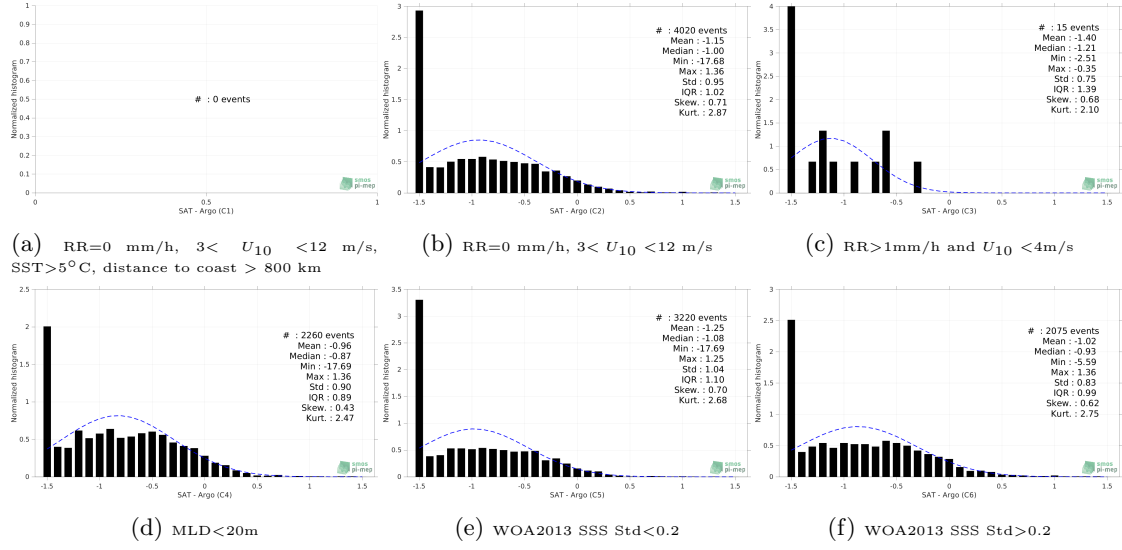 Normalized histogram
1
0.9
0.8
0.7
0.6
0.5
0.4
0.3
0.2
0.1
0
# : 0 events
smos
pi-mep
0 0.5 1
SAT - Argo (C1)
(a) RR=0 mm/h, 3< U10 <12 m/s,
SST>5°C, distance to coast > 800 km
Normalized histogram
3
2.5
2
1.5
1
0.5
0
# : 4020 events
Mean : -1.15
Median : -1.00
Min : -17.68
Max : 1.36
Std : 0.95
IQR : 1.02
Skew. : 0.71
Kurt. : 2.87
smos
pi-mep
-1.5 -1 -0.5 0 0.5 1 1.5
SAT - Argo (C2)
(b) RR=0 mm/h, 3< U10 <12 m/s
Normalized histogram
4
3.5
3
2.5
2
1.5
1
0.5
0
# : 15 events
Mean : -1.40
Median : -1.21
Min : -2.51
Max : -0.35
Std : 0.75
IQR : 1.39
Skew. : 0.68
Kurt. : 2.10
smos
pi-mep
-1.5 -1 -0.5 0 0.5 1 1.5
SAT - Argo (C3)
(c) RR>1mm/h and U10 <4m/s
Normalized histogram
2.5
2
1.5
1
0.5
0
# : 2260 events
Mean : -0.96
Median : -0.87
Min : -17.69
Max : 1.36
Std : 0.90
IQR : 0.89
Skew. : 0.43
Kurt. : 2.47
smos
pi-mep
-1.5 -1 -0.5 0 0.5 1 1.5
SAT - Argo (C4)
(d) MLD<20m
Normalized histogram
3.5
3
2.5
2
1.5
1
0.5
0
# : 3220 events
Mean : -1.25
Median : -1.08
Min : -17.69
Max : 1.25
Std : 1.04
IQR : 1.10
Skew. : 0.70
Kurt. : 2.68
smos
pi-mep
-1.5 -1 -0.5 0 0.5 1 1.5
SAT - Argo (C5)
(e) WOA2013 SSS Std<0.2
Normalized histogram
3
2.5
2
1.5
1
0.5
0
# : 2075 events
Mean : -1.02
Median : -0.93
Min : -5.59
Max : 1.36
Std : 0.83
IQR : 0.99
Skew. : 0.62
Kurt. : 2.75
smos
pi-mep
-1.5 -1 -0.5 0 0.5 1 1.5
SAT - Argo (C6)
(f) WOA2013 SSS Std>0.2